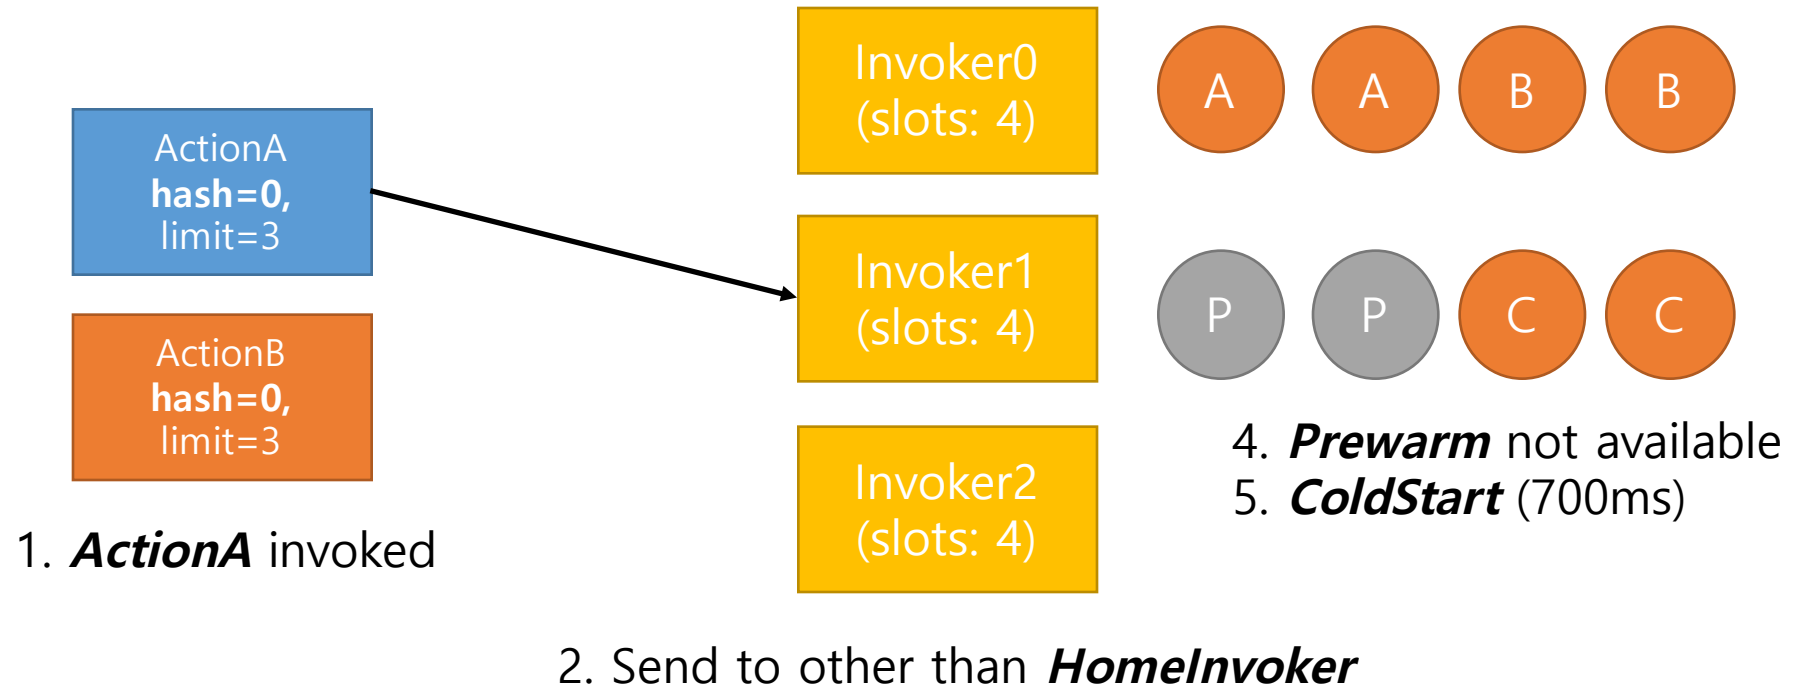 ActionA
hash=0,
limit=3
ActionB
hash=0,
limit=3
1. ActionA invoked
Invoker0
(slots: 4)
Invoker1
(slots: 4)
Invoker2
(slots: 4)
A A B B
P P C C
4. Prewarm not available
5. ColdStart (700ms)
2. Send to other than HomeInvoker